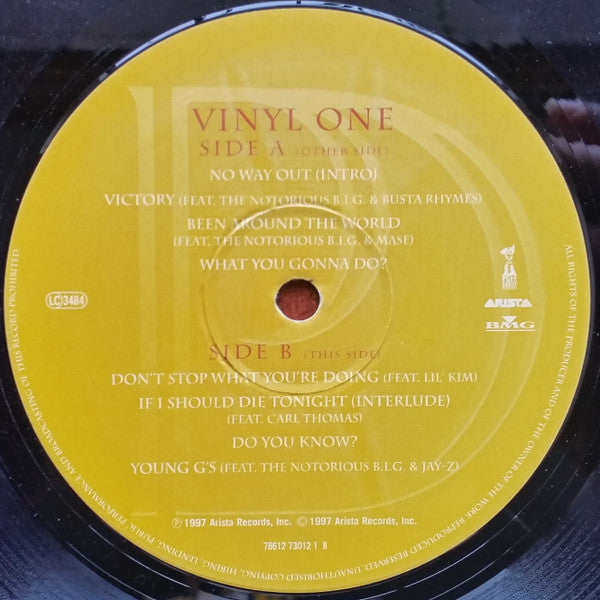 VINYL ONE
SIDE A (OTHER SIDE)
NO WAY OUT (INTRO)
VICTORY (FEAT. THE NOTORIOUS B.I.G. & BUSTA RHYMES)
BEEN AROUND THE WORLD
(FEAT. THE NOTORIOUS B.I.G. & MASE)
WHAT YOU GONNA DO?
LC 3484
ARISTA
BMG
SIDE B (THIS SIDE)
DON'T STOP WHAT YOU'RE DOING (FEAT. LIL' KIM)
IF I SHOULD DIE TONIGHT (INTERLUDE)
(FEAT. CARL THOMAS)
DO YOU KNOW?
YOUNG G'S (FEAT. THE NOTORIOUS B.I.G. & JAY-Z)
℗ 1997 Arista Records, Inc. © 1997 Arista Records, Inc.
78612 73012 1 B
ALL RIGHTS OF THE PRODUCER AND OF THE OWNER OF THE WORK REPRODUCED RESERVED. UNAUTHORISED COPYING, HIRING, LENDING, PUBLIC PERFORMANCE AND BROADCASTING OF THIS RECORD PROHIBITED.